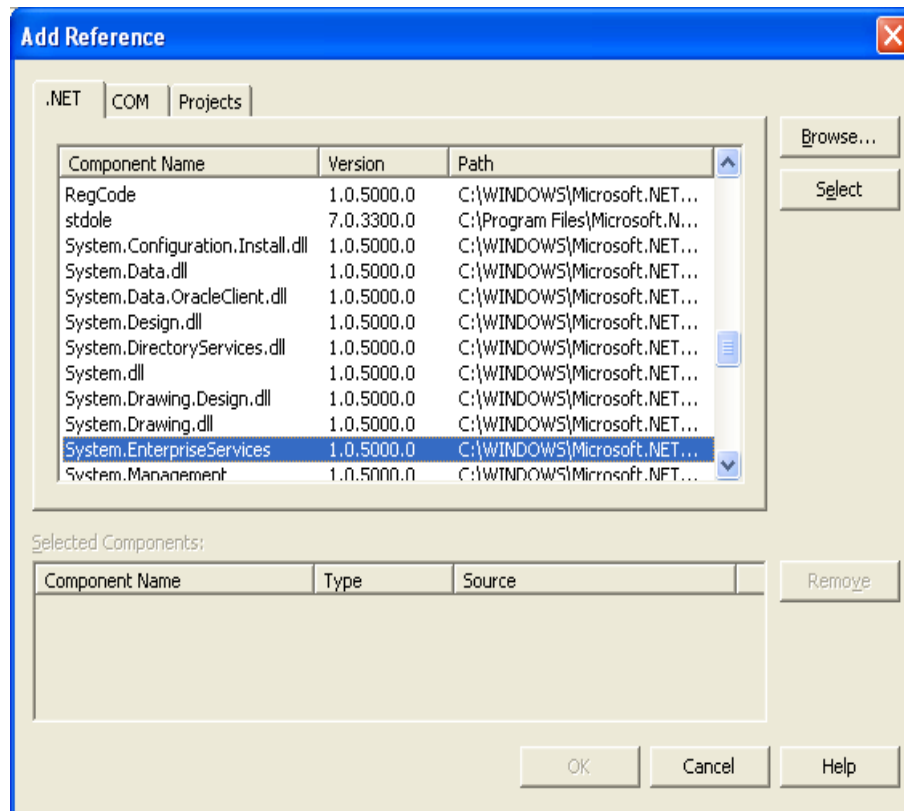 Add Reference
.NET COM Projects
Browse...
Select
Component Name Version Path
RegCode 1.0.5000.0 C:\WINDOWS\Microsoft.NET...
stdole 7.0.3300.0 C:\Program Files\Microsoft.N...
System.Configuration.Install.dll 1.0.5000.0 C:\WINDOWS\Microsoft.NET...
System.Data.dll 1.0.5000.0 C:\WINDOWS\Microsoft.NET...
System.Data.OracleClient.dll 1.0.5000.0 C:\WINDOWS\Microsoft.NET...
System.Design.dll 1.0.5000.0 C:\WINDOWS\Microsoft.NET...
System.DirectoryServices.dll 1.0.5000.0 C:\WINDOWS\Microsoft.NET...
System.dll 1.0.5000.0 C:\WINDOWS\Microsoft.NET...
System.Drawing.Design.dll 1.0.5000.0 C:\WINDOWS\Microsoft.NET...
System.Drawing.dll 1.0.5000.0 C:\WINDOWS\Microsoft.NET...
System.EnterpriseServices 1.0.5000.0 C:\WINDOWS\Microsoft.NET...
System.Management 1.0.5000.0 C:\WINDOWS\Microsoft.NET...
Selected Components:
Component Name Type Source
Remove
OK Cancel Help